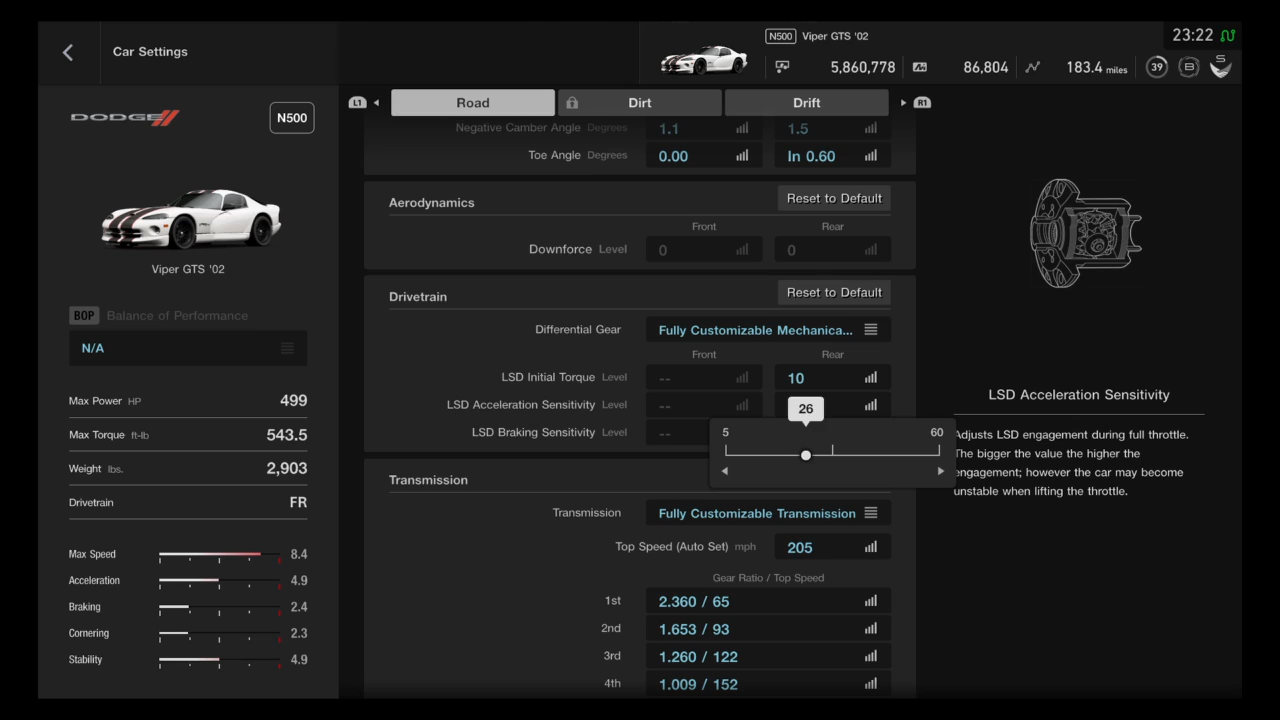 Car Settings
N500 Viper GTS '02
23:22
5,860,778 86,804 183.4 miles 39 B S
DODGE N500
L1 Road Dirt Drift R1
Negative Camber Angle Degrees 1.1 1.5
Toe Angle Degrees 0.00 In 0.60
Aerodynamics Reset to Default
Front Rear
Downforce Level 0 0
Viper GTS '02
Drivetrain Reset to Default
BOP Balance of Performance
N/A
Differential Gear Fully Customizable Mechanica...
Front Rear
LSD Initial Torque Level -- 10
LSD Acceleration Sensitivity Level -- 26
LSD Braking Sensitivity Level --
5 60
Max Power HP 499
Max Torque ft-lb 543.5
Weight lbs. 2,903
Drivetrain FR
Max Speed 8.4
Acceleration 4.9
Braking 2.4
Cornering 2.3
Stability 4.9
Transmission
Transmission Fully Customizable Transmission
Top Speed (Auto Set) mph 205
Gear Ratio / Top Speed
1st 2.360 / 65
2nd 1.653 / 93
3rd 1.260 / 122
4th 1.009 / 152
LSD Acceleration Sensitivity
Adjusts LSD engagement during full throttle.
The bigger the value the higher the
engagement; however the car may become
unstable when lifting the throttle.